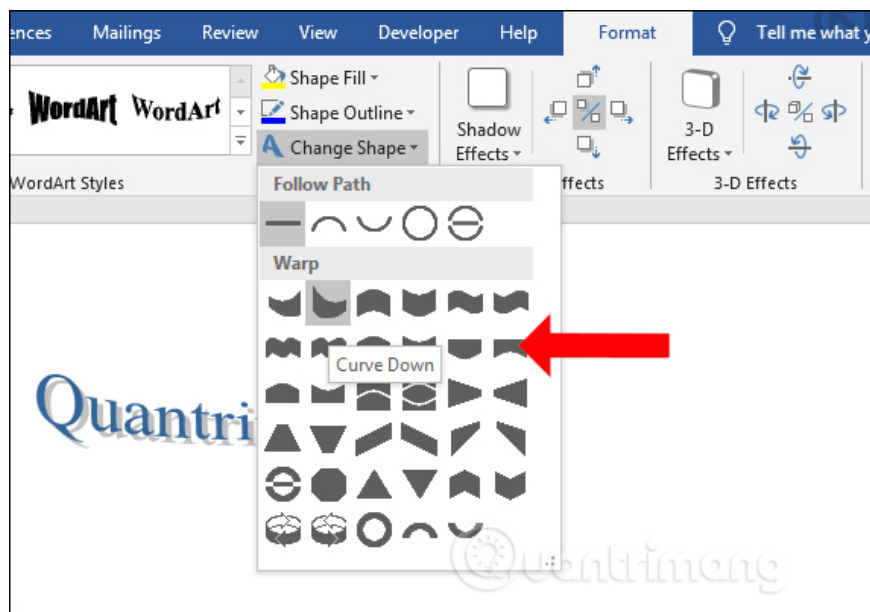 ences Mailings Review View Developer Help Format Tell me what y
WordArt WordArt Shape Fill
Shape Outline
Change Shape
Shadow
Effects
3-D
Effects
WordArt Styles ffects 3-D Effects
Follow Path
Warp
Curve Down
Quantri
Quantrimang